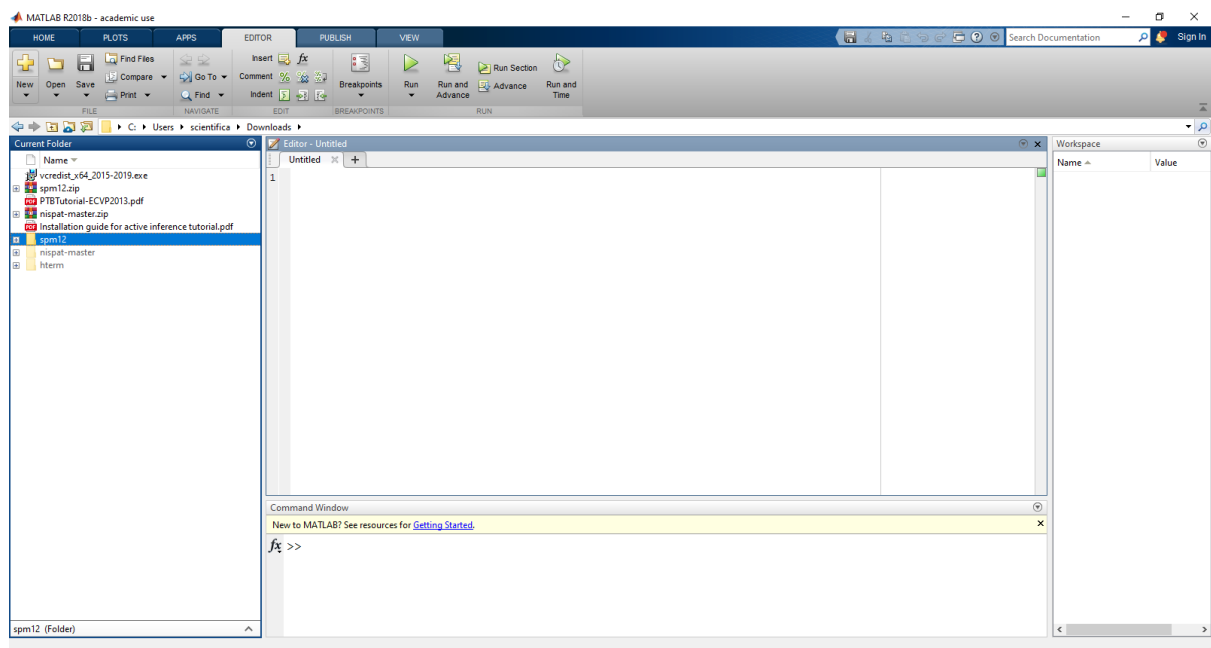 MATLAB R2018b - academic use
HOME PLOTS APPS EDITOR PUBLISH VIEW Search Documentation Sign In
New Open Save Find Files Compare Print Go To Find Insert fx Comment Indent Breakpoints Run Run and Advance Run Section Advance Run and Time
FILE NAVIGATE EDIT BREAKPOINTS RUN
C: Users scientifica Downloads
Current Folder
Name
vcredist_x64_2015-2019.exe
spm12.zip
PTBTutorial-ECVP2013.pdf
nispat-master.zip
Installation guide for active inference tutorial.pdf
spm12
nispat-master
hterm
spm12 (Folder)
Editor - Untitled
Untitled
1
Command Window
New to MATLAB? See resources for Getting Started.
fx >>
Workspace
Name Value